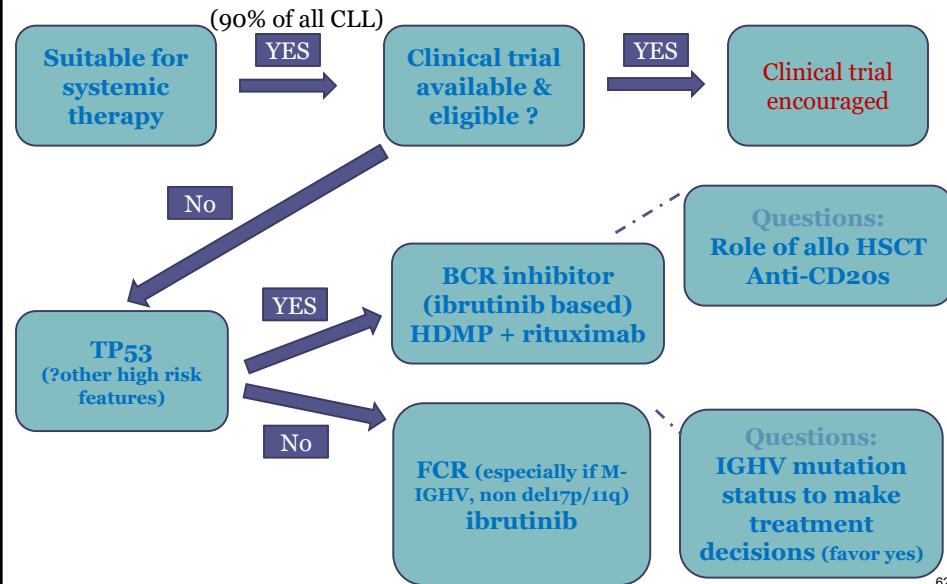 (90% of all CLL)
Suitable for
systemic
therapy
YES
Clinical trial
available &
eligible ?
YES
Clinical trial
encouraged
No
Questions:
Role of allo HSCT
Anti-CD20s
BCR inhibitor
(ibrutinib based)
HDMP + rituximab
YES
TP53
(?other high risk
features)
No
FCR (especially if M-
IGHV, non del17p/11q)
ibrutinib
Questions:
IGHV mutation
status to make
treatment
decisions (favor yes)